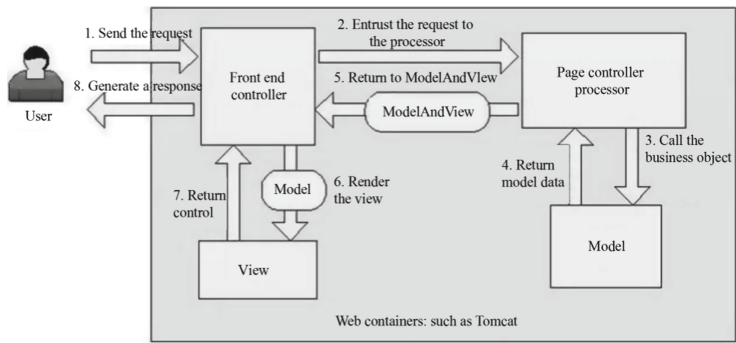 1. Send the request
2. Entrust the request to
the processor
8. Generate a response
User
Front end
controller
5. Return to ModelAndVIew
ModelAndView
Page controller
processor
3. Call the
business object
4. Return
model data
7. Return
control
Model
6. Render
the view
View
Model
Web containers: such as Tomcat